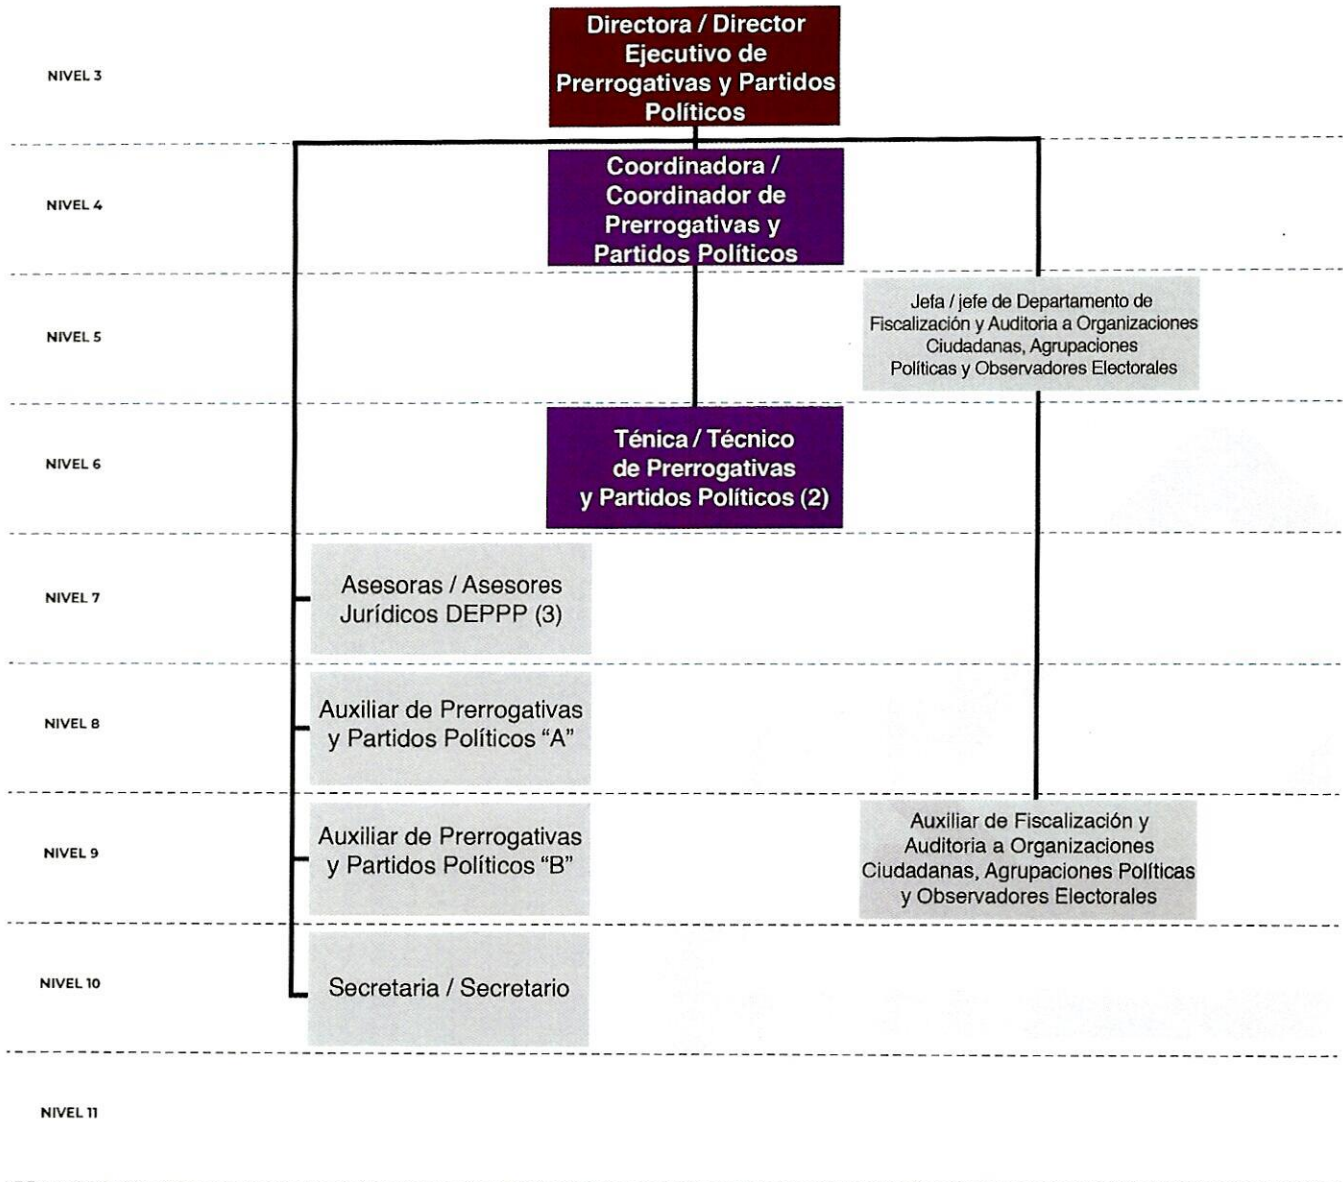 NIVEL 3
Directora / Director
Ejecutivo de
Prerrogativas y Partidos
Políticos
NIVEL 4
Coordinadora /
Coordinador de
Prerrogativas y
Partidos Políticos
NIVEL 5
Jefa / jefe de Departamento de
Fiscalización y Auditoria a Organizaciones
Ciudadanas, Agrupaciones
Políticas y Observadores Electorales
NIVEL 6
Ténica / Técnico
de Prerrogativas
y Partidos Políticos (2)
NIVEL 7
Asesoras / Asesores
Jurídicos DEPPP (3)
NIVEL 8
Auxiliar de Prerrogativas
y Partidos Políticos “A”
NIVEL 9
Auxiliar de Prerrogativas
y Partidos Políticos “B”
Auxiliar de Fiscalización y
Auditoria a Organizaciones
Ciudadanas, Agrupaciones Políticas
y Observadores Electorales
NIVEL 10
Secretaria / Secretario
NIVEL 11